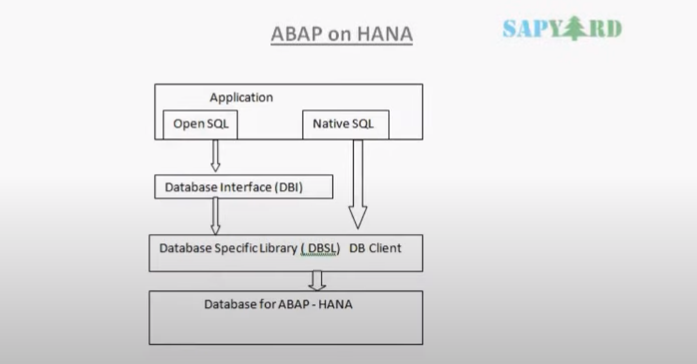 ABAP on HANA
SAPYARD
Application
Open SQL
Native SQL
Database Interface (DBI)
Database Specific Library ( DBSL) DB Client
Database for ABAP - HANA